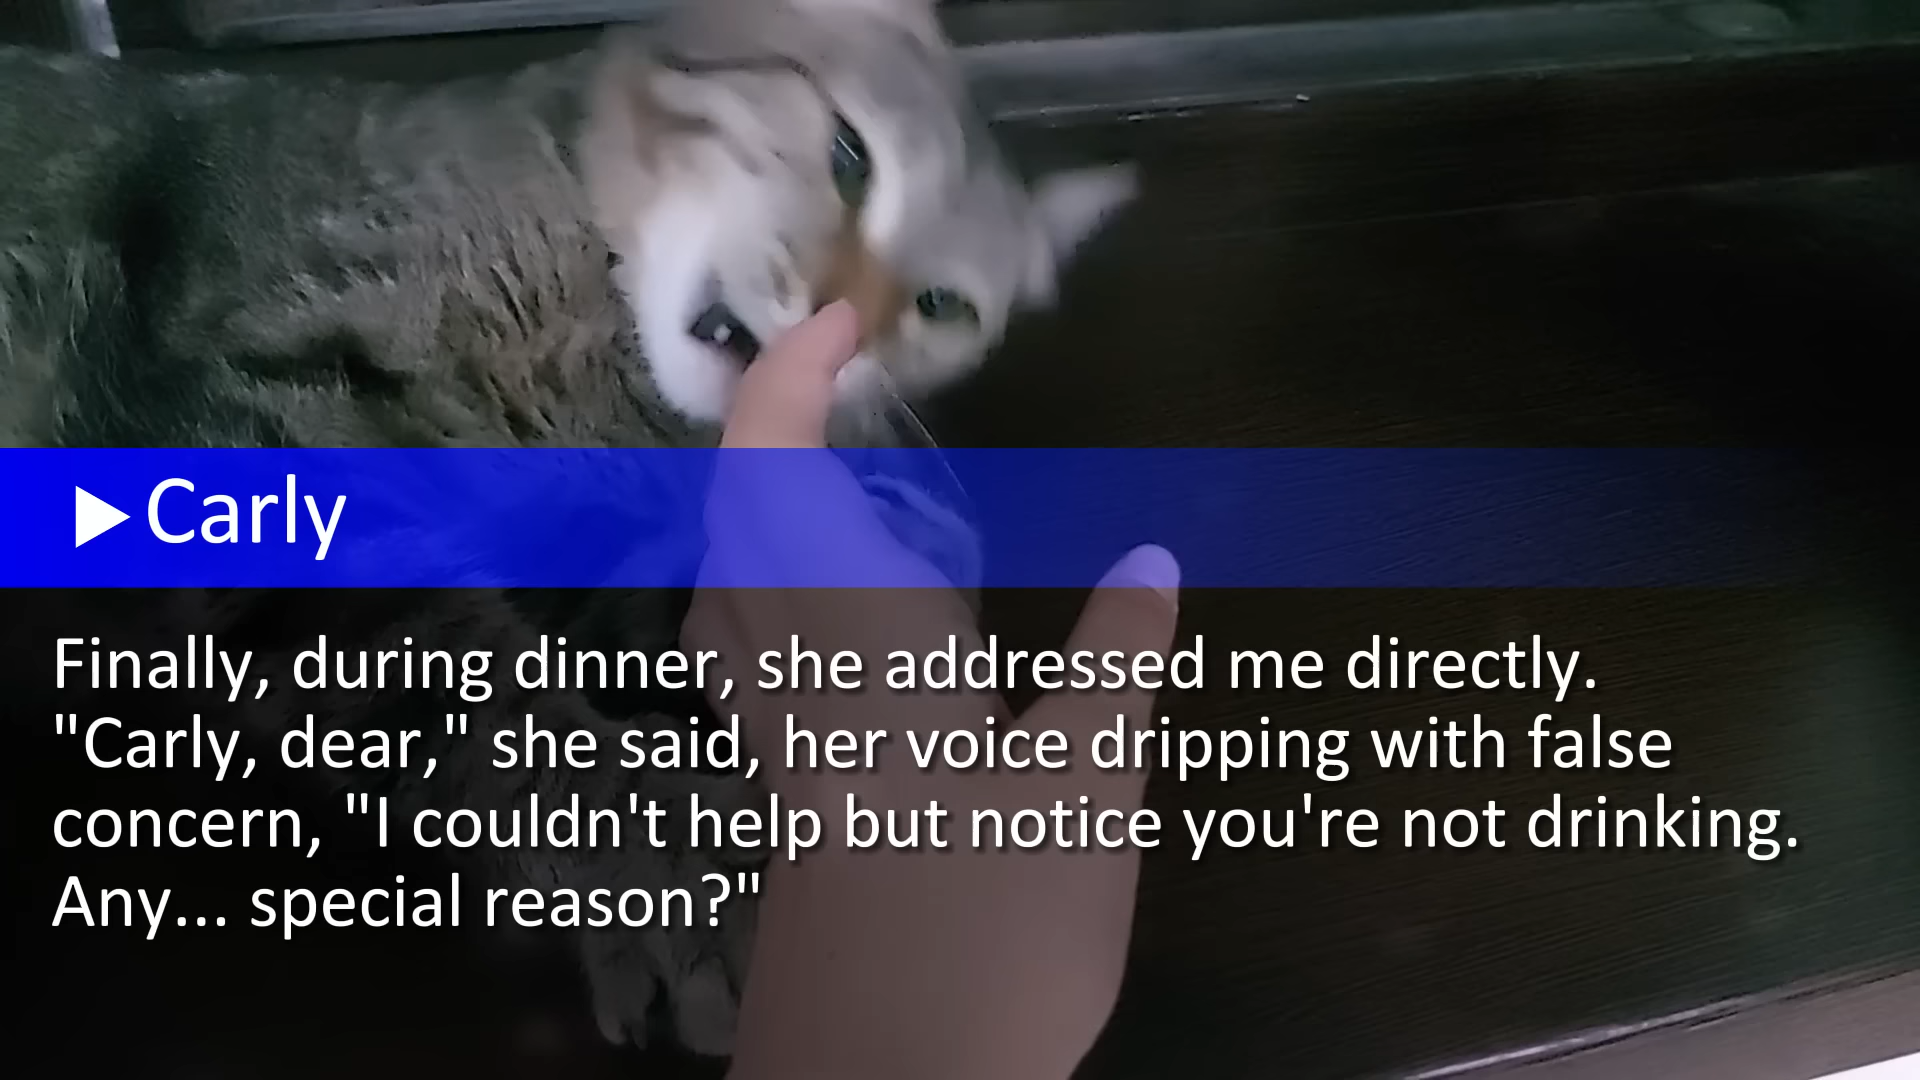 Carly
Finally, during dinner, she addressed me directly.
"Carly, dear," she said, her voice dripping with false
concern, "I couldn't help but notice you're not drinking.
Any... special reason?"